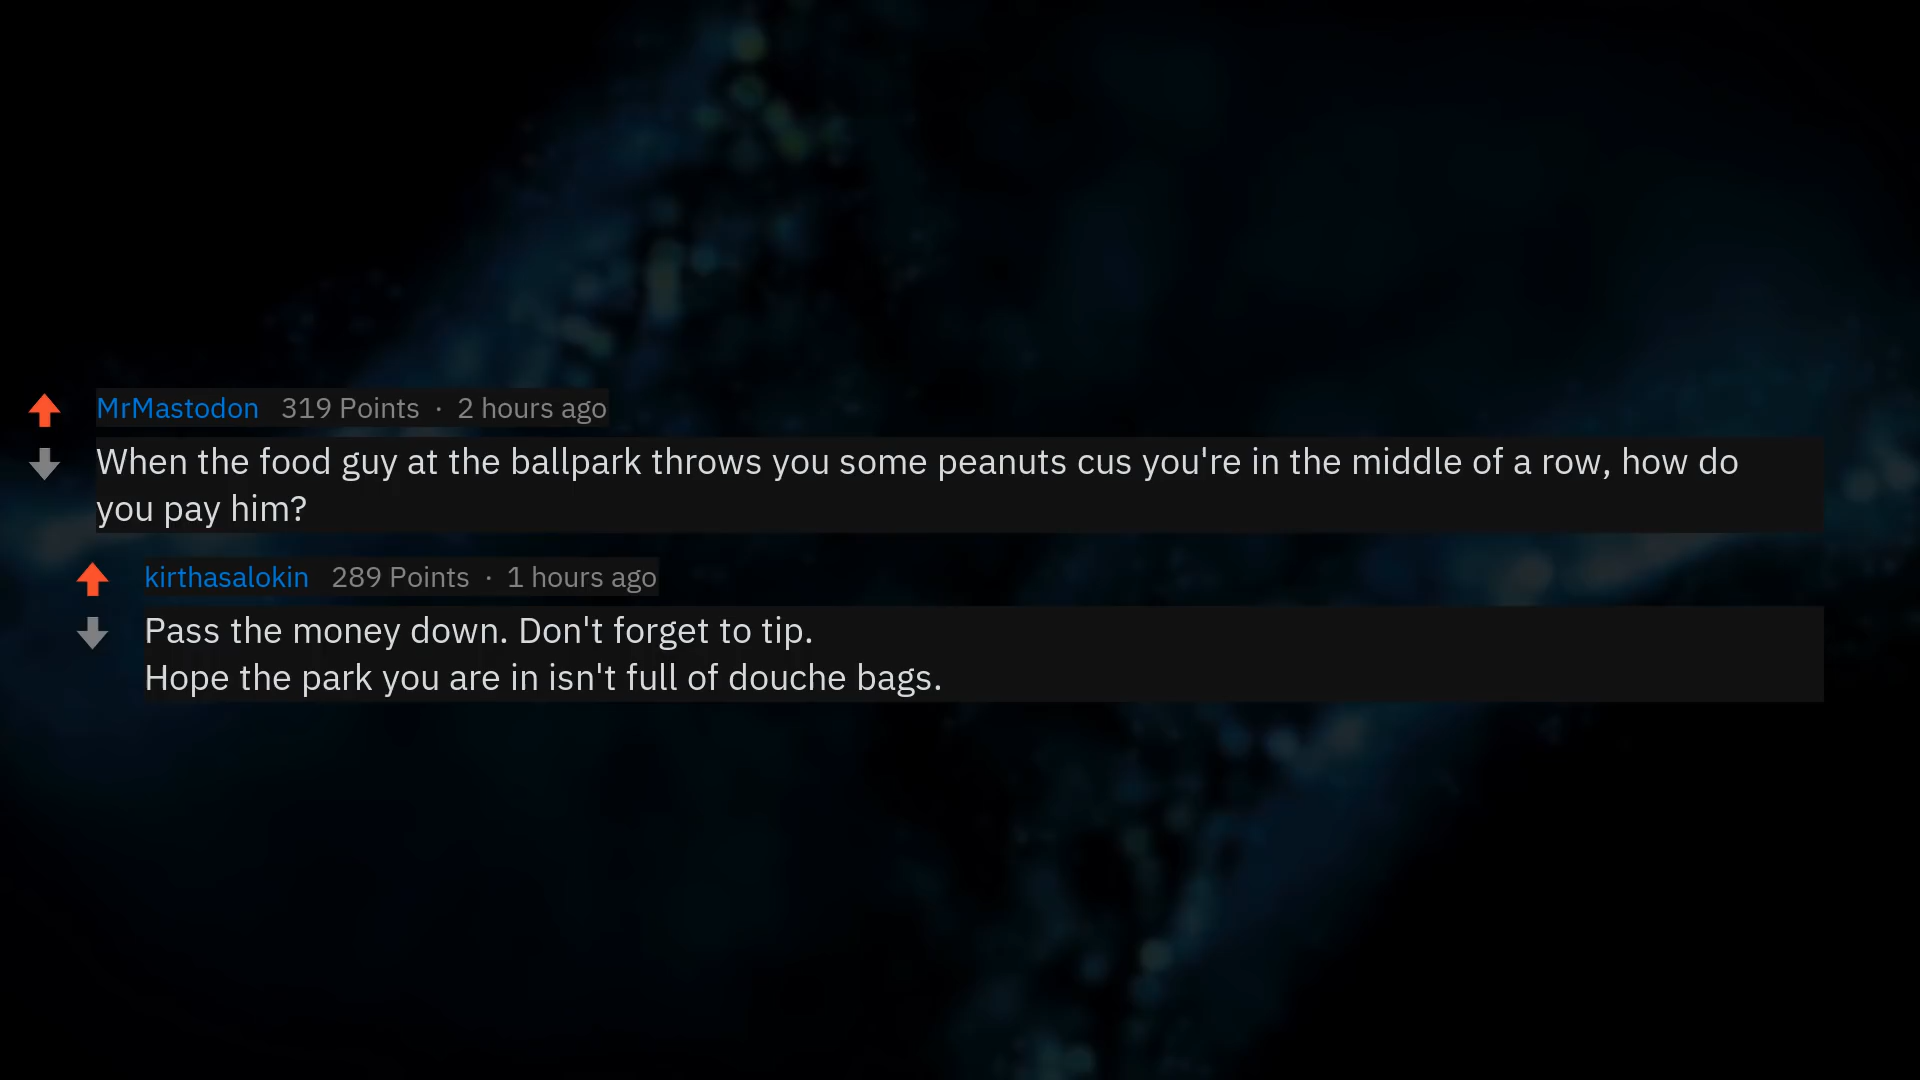 MrMastodon 319 Points · 2 hours ago
When the food guy at the ballpark throws you some peanuts cus you're in the middle of a row, how do
you pay him?
kirthasalokin 289 Points · 1 hours ago
Pass the money down. Don't forget to tip.
Hope the park you are in isn't full of douche bags.